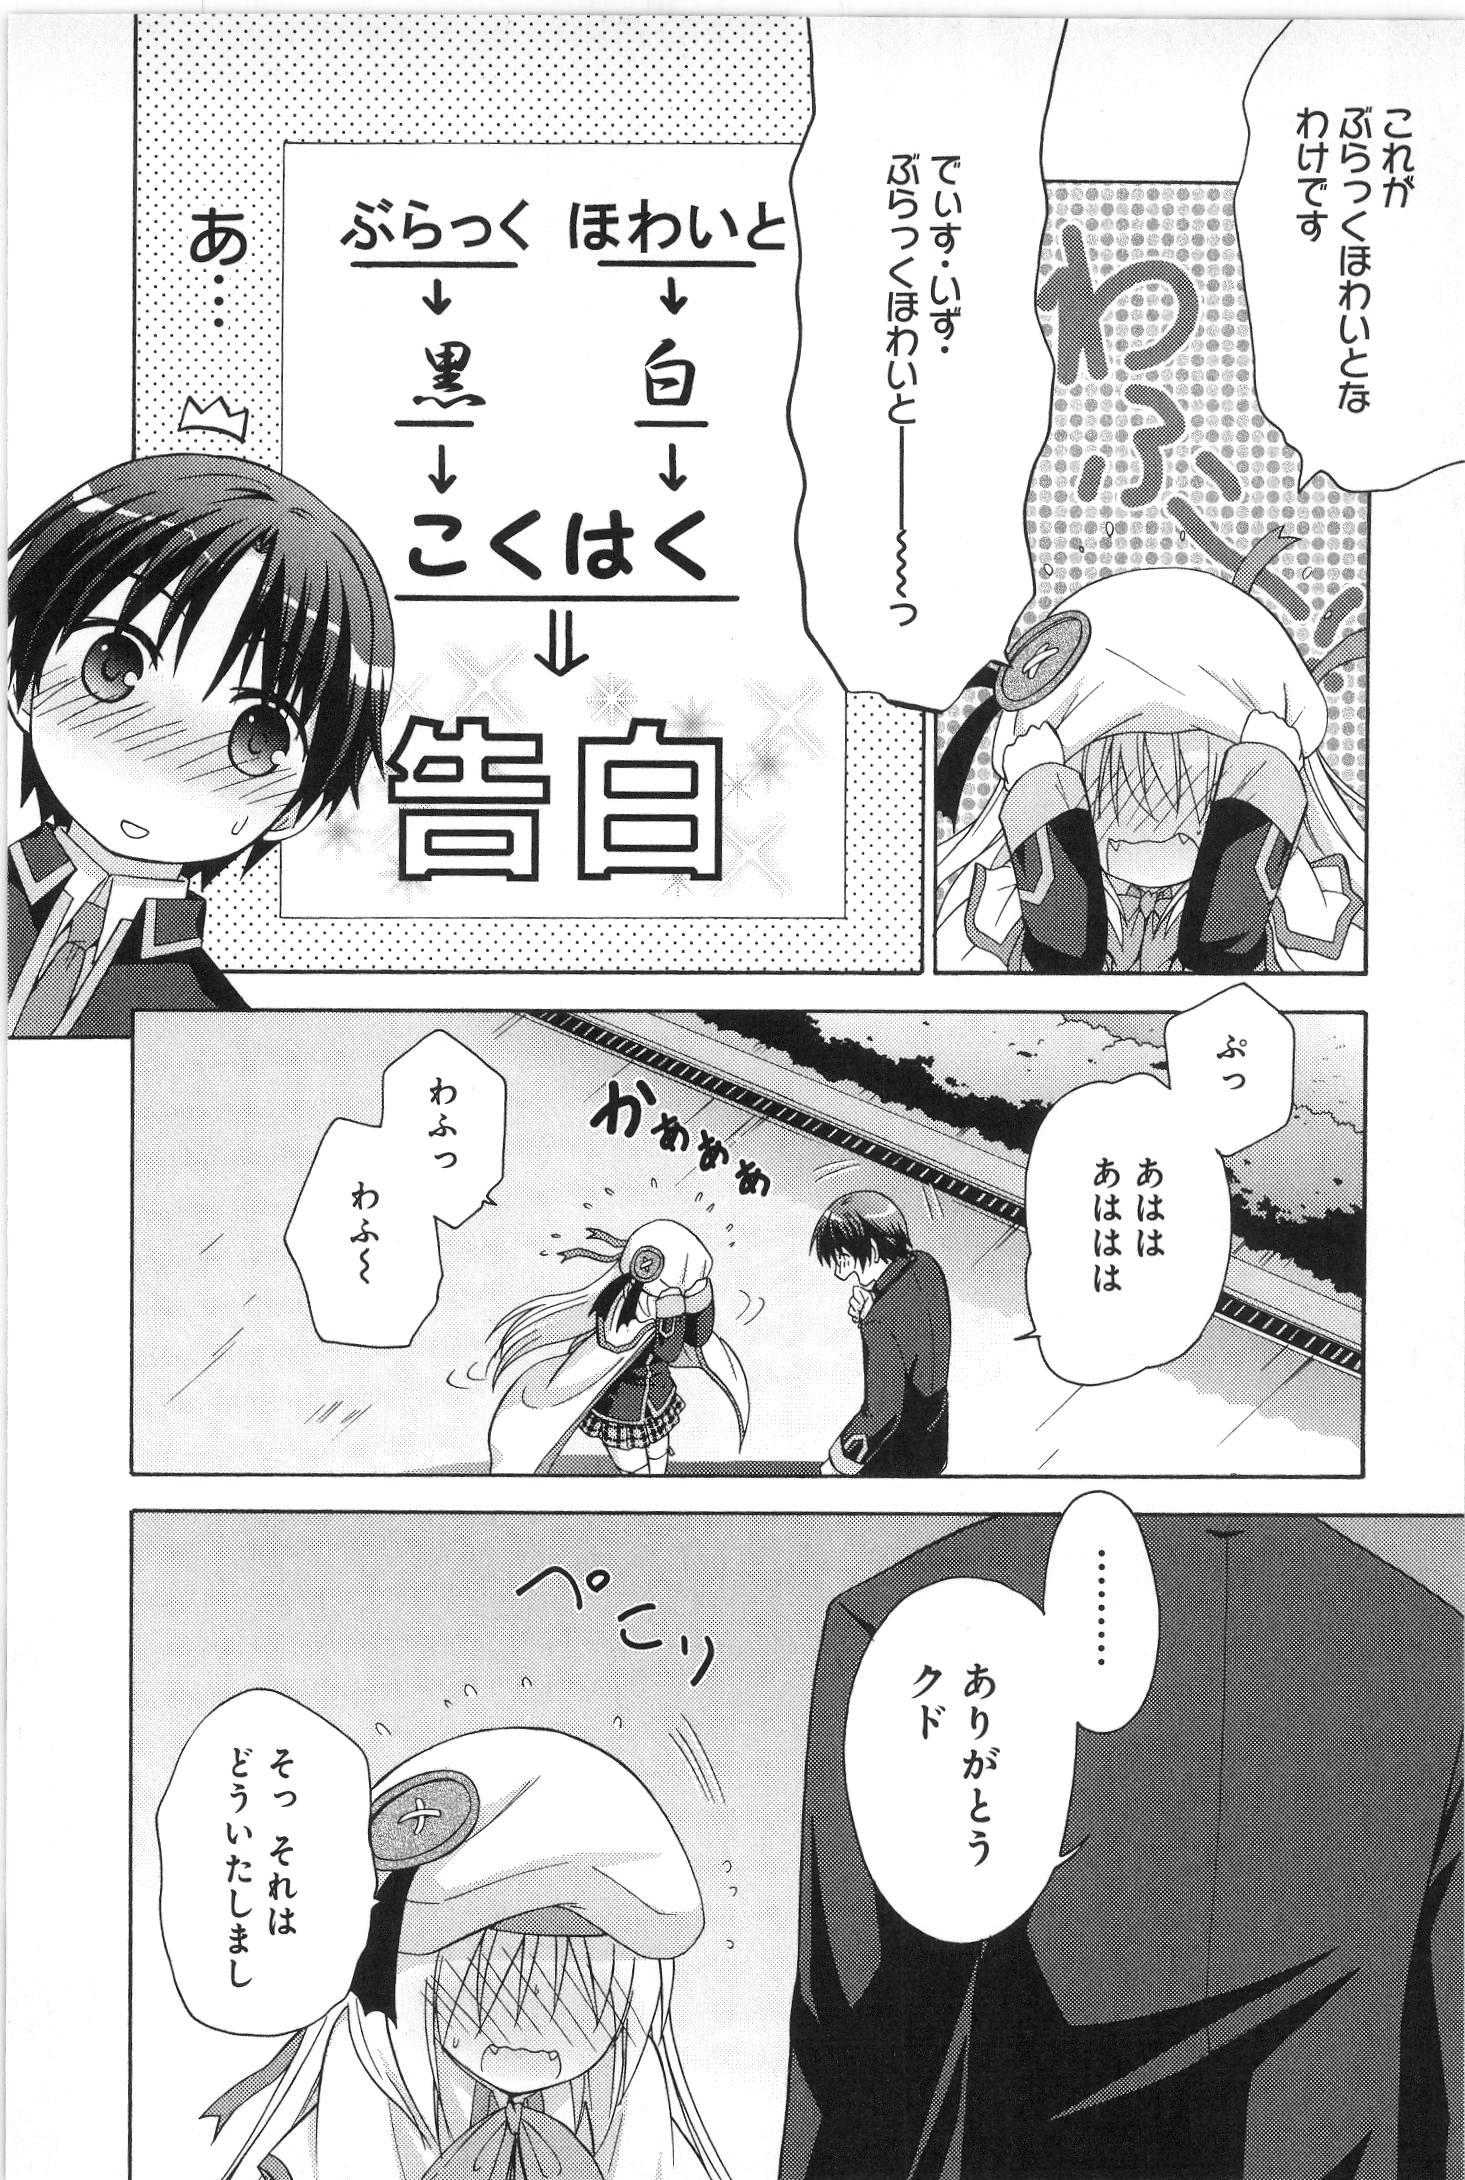 これが
ぶらっくほわいとな
わけです
わふーっ
でぃす・いず・
ぶらっくほわいと――～～っ
ぶらっく ほわいと
↓ ↓
黒 白
↓ ↓
こくはく
⇓
告白
あ…
ぷっ
あはは
あははは
かぁぁぁぁ
わふっ
わふ～
………
ありがとう
クド
ぺこり
そっ それは
どういたしまし